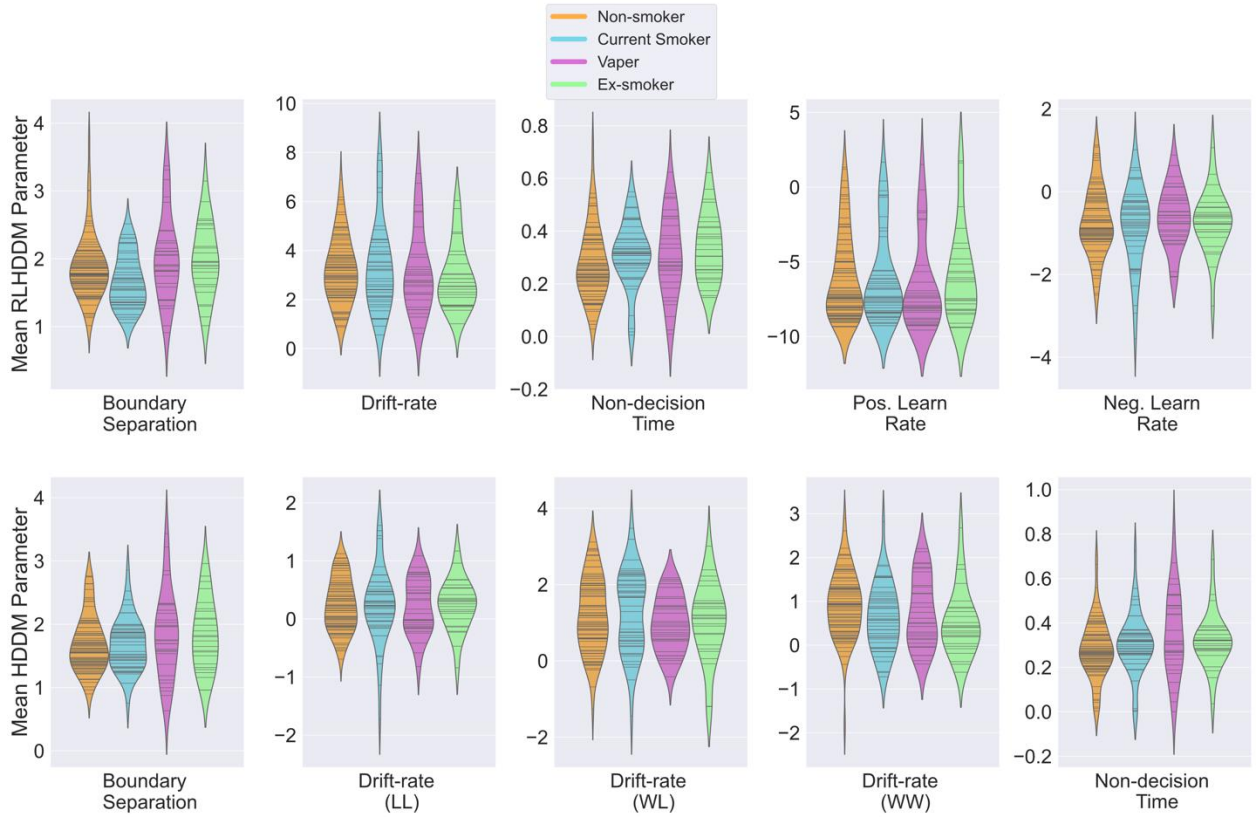 Non-smoker
Current Smoker
Vaper
Ex-smoker
Mean RLHDDM Parameter
4
3
2
1
Boundary
Separation
10
8
6
4
2
0
Drift-rate
0.8
0.6
0.4
0.2
0.0
−0.2
Non-decision
Time
5
0
−5
−10
Pos. Learn
Rate
2
0
−2
−4
Neg. Learn
Rate
Mean HDDM Parameter
4
3
2
1
0
Boundary
Separation
2
1
0
−1
−2
Drift-rate
(LL)
4
2
0
−2
Drift-rate
(WL)
3
2
1
0
−1
−2
Drift-rate
(WW)
1.0
0.8
0.6
0.4
0.2
0.0
−0.2
Non-decision
Time